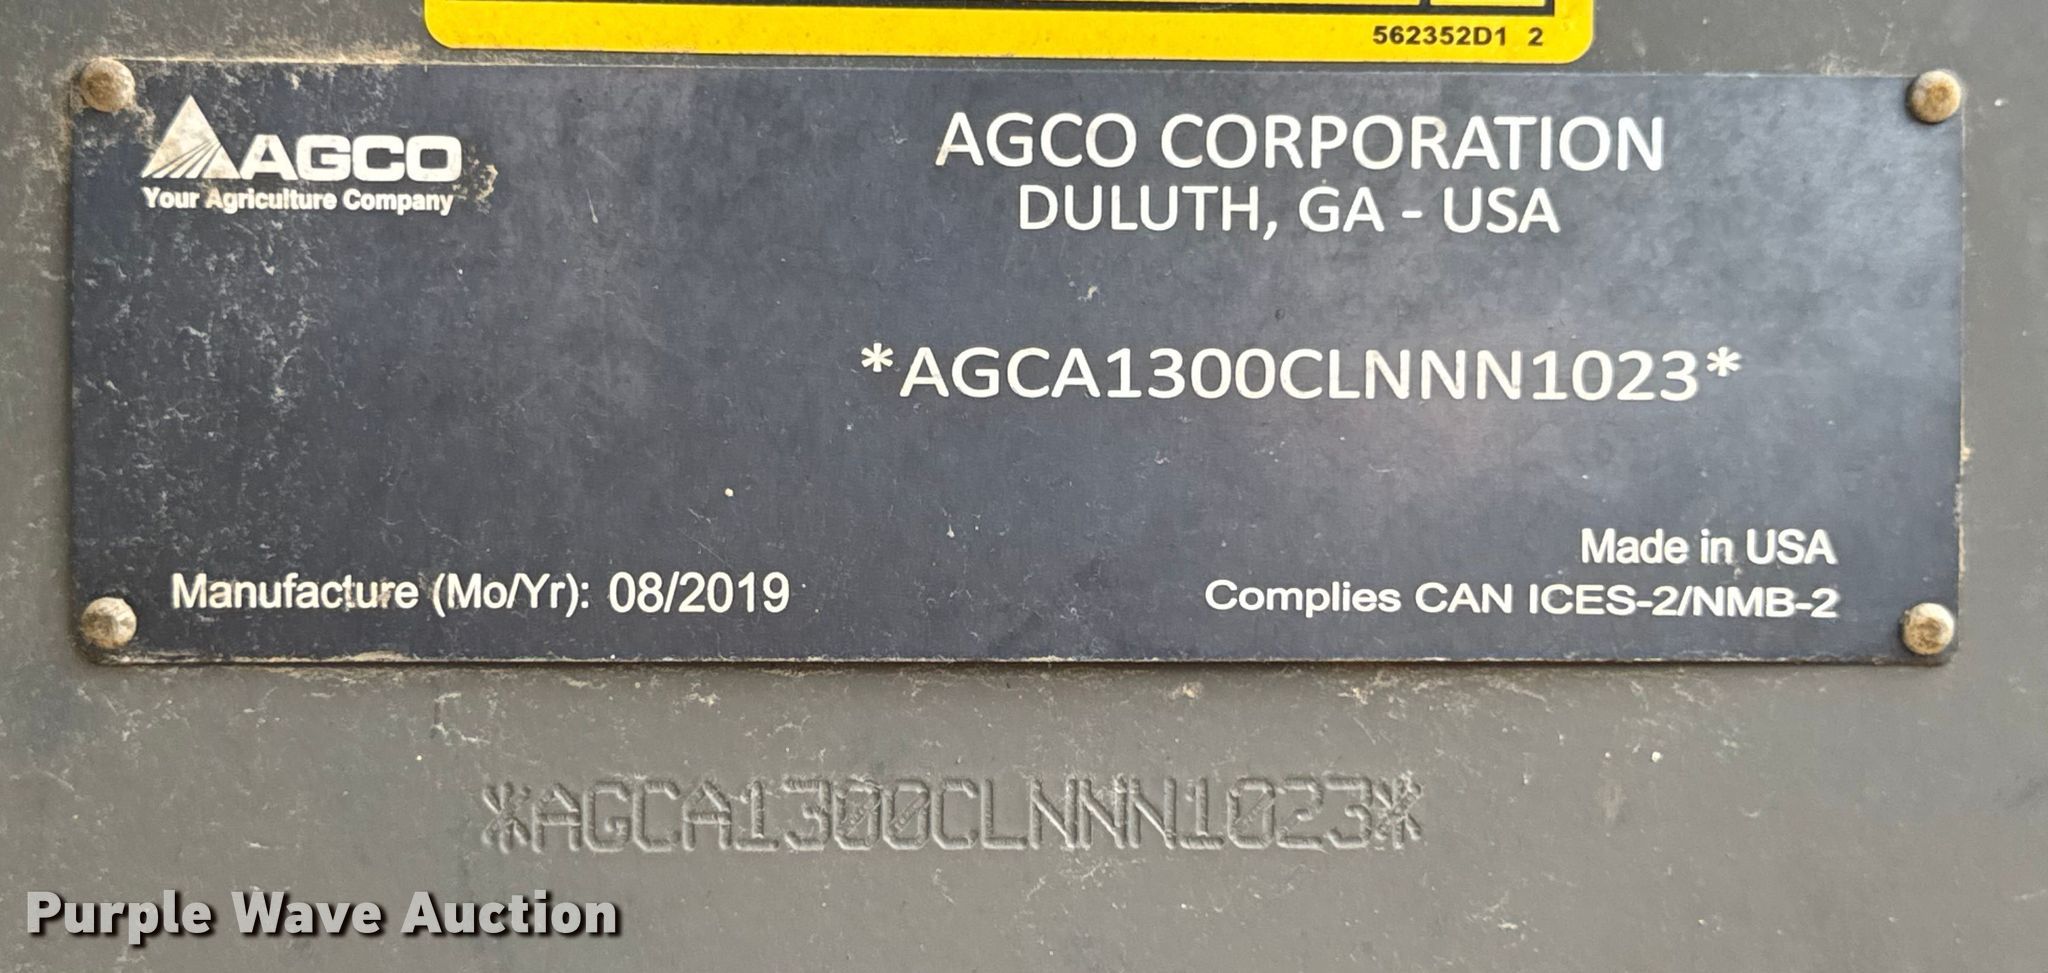 562352D1 2
AGCO
Your Agriculture Company
AGCO CORPORATION
DULUTH, GA - USA
*AGCA1300CLNNN1023*
Made in USA
Manufacture (Mo/Yr): 08/2019
Complies CAN ICES-2/NMB-2
*AGCA1300CLNNN1023*
Purple Wave Auction